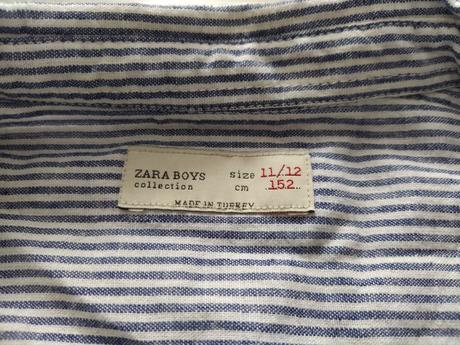 ZARA BOYS size 11/12
collection cm 152
MADE IN TURKEY